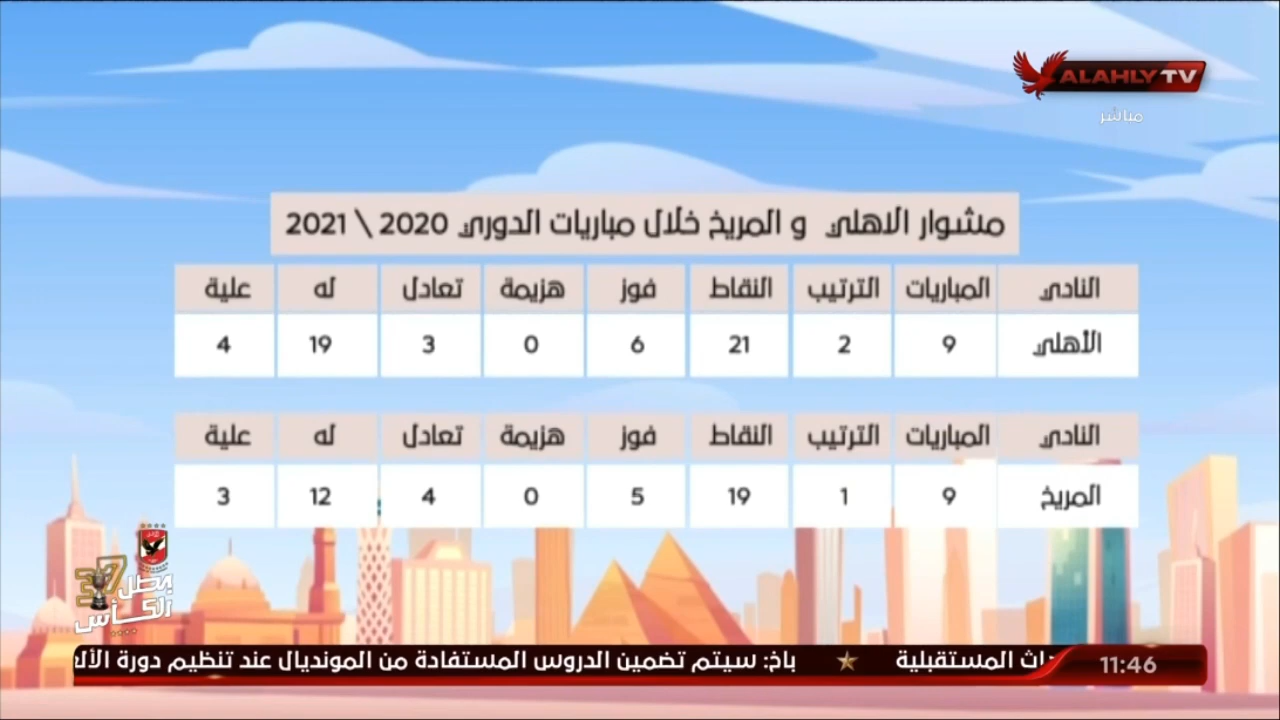 ALAHLY TV
مباشر
مشوار الاهلي و المريخ خلال مباريات الدوري 2020 \ 2021
النادي المباريات الترتيب النقاط فوز هزيمة تعادل له علية
الأهلي 9 2 21 6 0 3 19 4
النادي المباريات الترتيب النقاط فوز هزيمة تعادل له علية
المريخ 9 1 19 5 0 4 12 3
37
بطل
الكأس
المستقبلية ★ باخ: سيتم تضمين الدروس المستفادة من المونديال عند تنظيم دورة
11:46